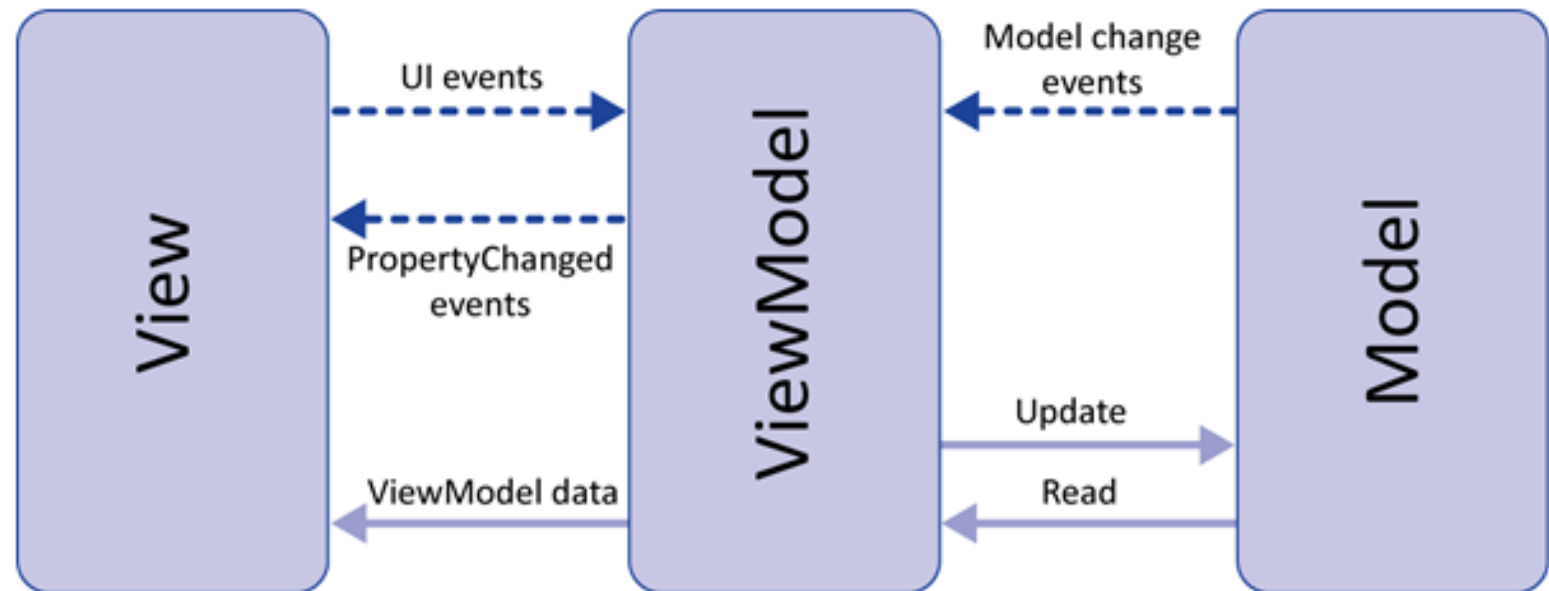 View
UI events
PropertyChanged
events
ViewModel data
ViewModel
Model change
events
Update
Read
Model